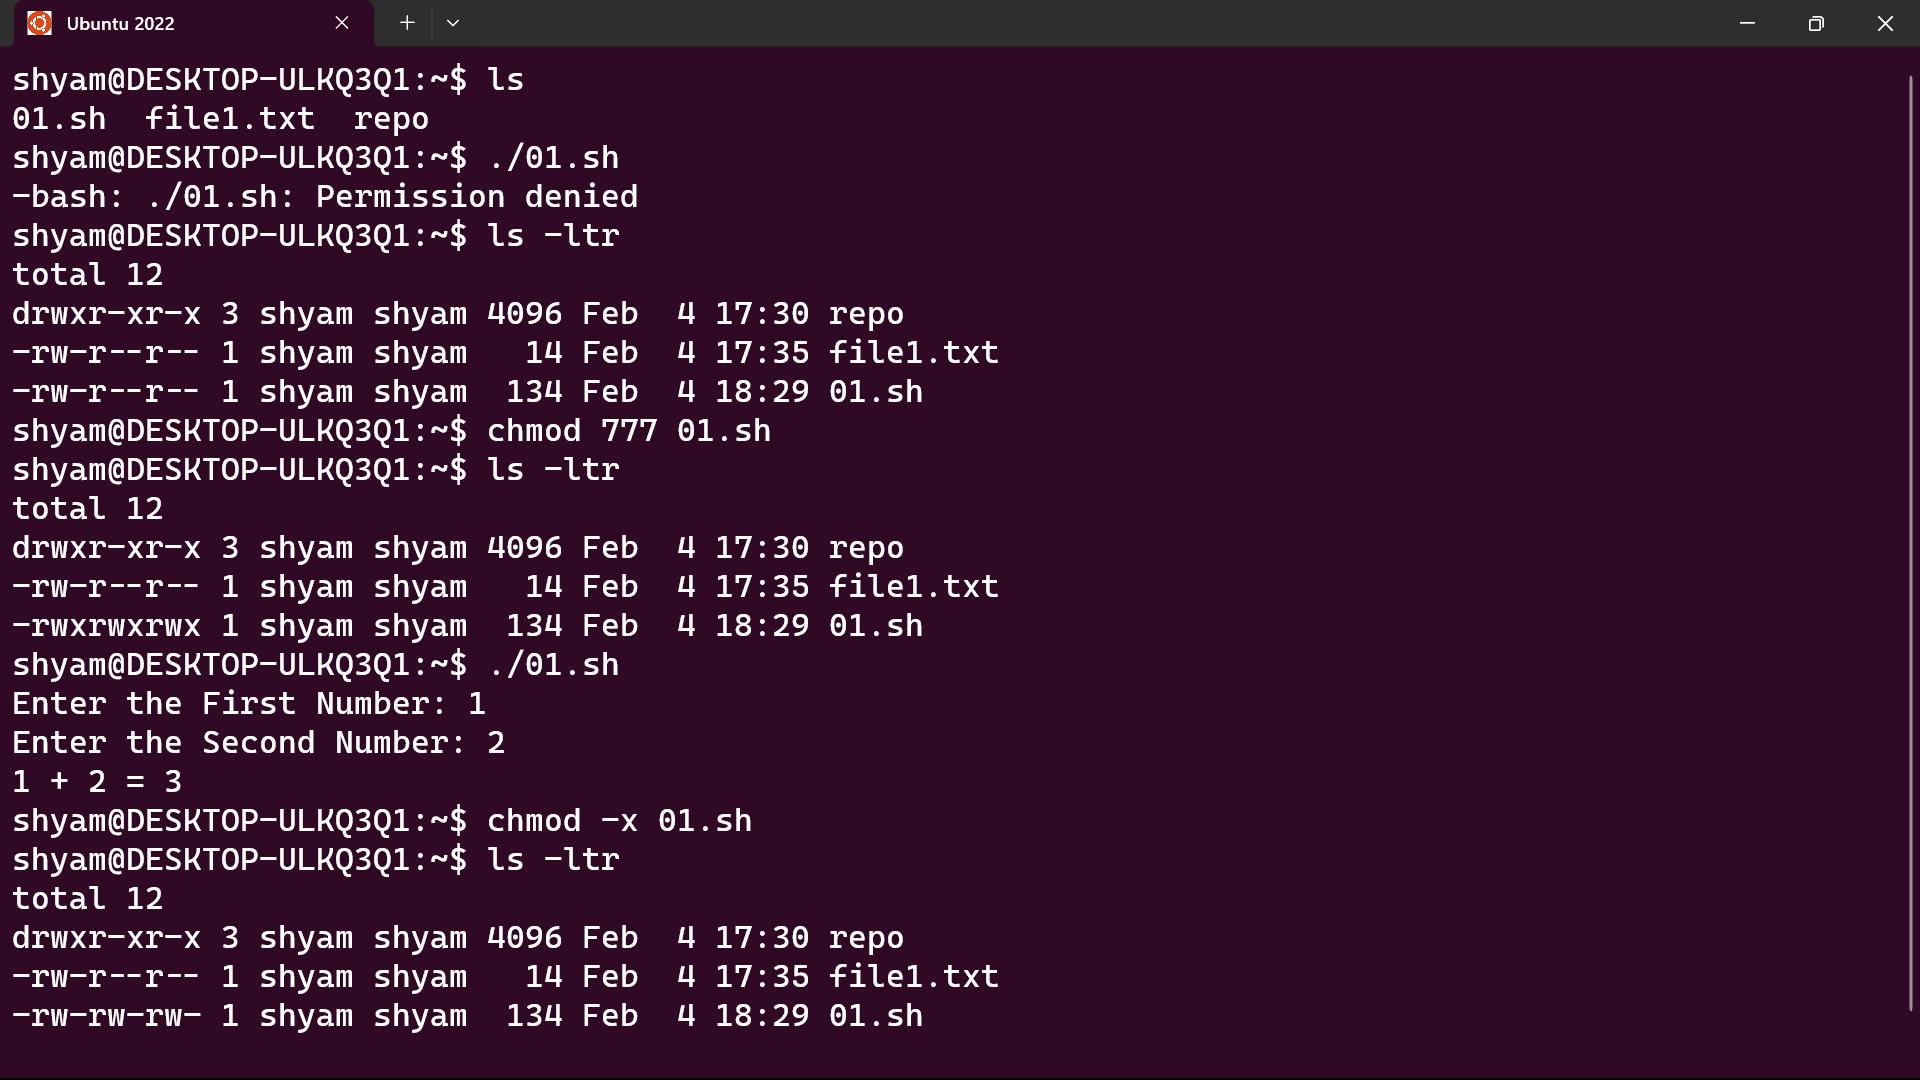 Ubuntu 2022
shyam@DESKTOP-ULKQ3Q1:~$ ls
01.sh  file1.txt  repo
shyam@DESKTOP-ULKQ3Q1:~$ ./01.sh
-bash: ./01.sh: Permission denied
shyam@DESKTOP-ULKQ3Q1:~$ ls -ltr
total 12
drwxr-xr-x 3 shyam shyam 4096 Feb  4 17:30 repo
-rw-r--r-- 1 shyam shyam   14 Feb  4 17:35 file1.txt
-rw-r--r-- 1 shyam shyam  134 Feb  4 18:29 01.sh
shyam@DESKTOP-ULKQ3Q1:~$ chmod 777 01.sh
shyam@DESKTOP-ULKQ3Q1:~$ ls -ltr
total 12
drwxr-xr-x 3 shyam shyam 4096 Feb  4 17:30 repo
-rw-r--r-- 1 shyam shyam   14 Feb  4 17:35 file1.txt
-rwxrwxrwx 1 shyam shyam  134 Feb  4 18:29 01.sh
shyam@DESKTOP-ULKQ3Q1:~$ ./01.sh
Enter the First Number: 1
Enter the Second Number: 2
1 + 2 = 3
shyam@DESKTOP-ULKQ3Q1:~$ chmod -x 01.sh
shyam@DESKTOP-ULKQ3Q1:~$ ls -ltr
total 12
drwxr-xr-x 3 shyam shyam 4096 Feb  4 17:30 repo
-rw-r--r-- 1 shyam shyam   14 Feb  4 17:35 file1.txt
-rw-rw-rw- 1 shyam shyam  134 Feb  4 18:29 01.sh